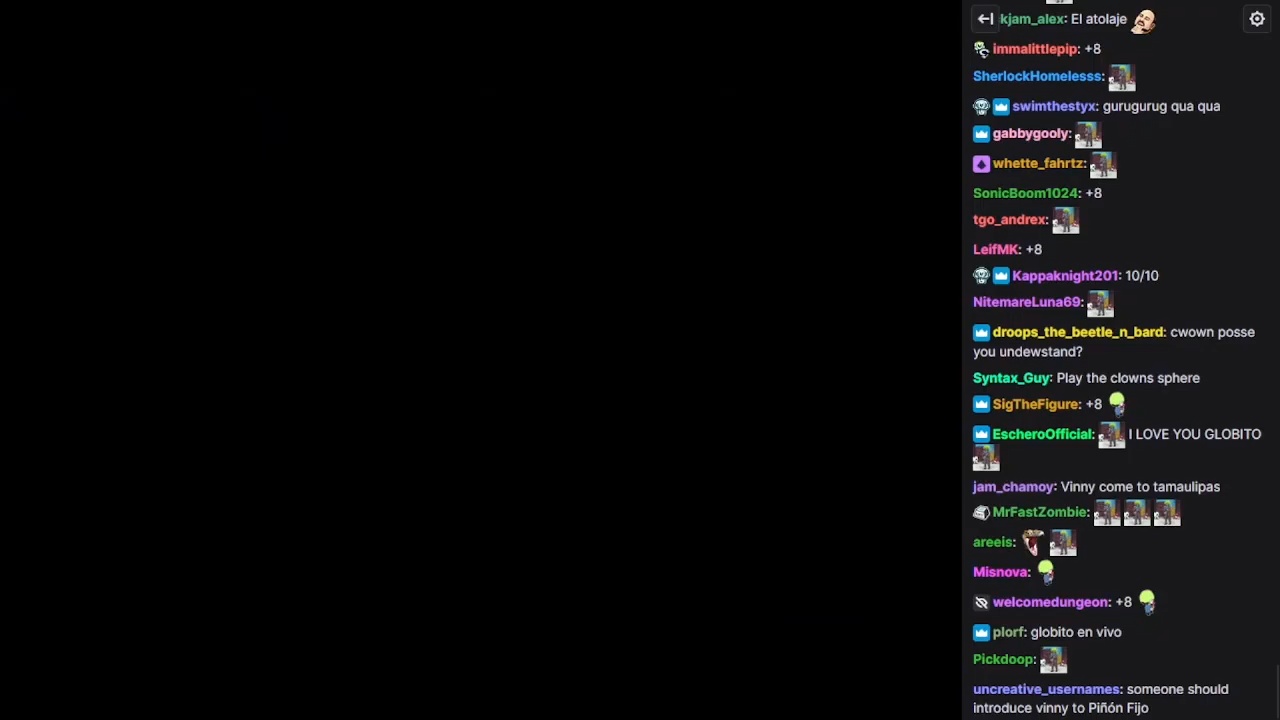 kjam_alex: El atolaje
immalittlepip: +8
SherlockHomelesss:
swimthestyx: gurugurug qua qua
gabbygooly:
whette_fahrtz:
SonicBoom1024: +8
tgo_andrex:
LeifMK: +8
Kappaknight201: 10/10
NitemareLuna69:
droops_the_beetle_n_bard: cwown posse
you undewstand?
Syntax_Guy: Play the clowns sphere
SigTheFigure: +8
EscheroOfficial: I LOVE YOU GLOBITO
jam_chamoy: Vinny come to tamaulipas
MrFastZombie:
areeis:
Misnova:
welcomedungeon: +8
plorf: globito en vivo
Pickdoop:
uncreative_usernames: someone should
introduce vinny to Piñón Fijo